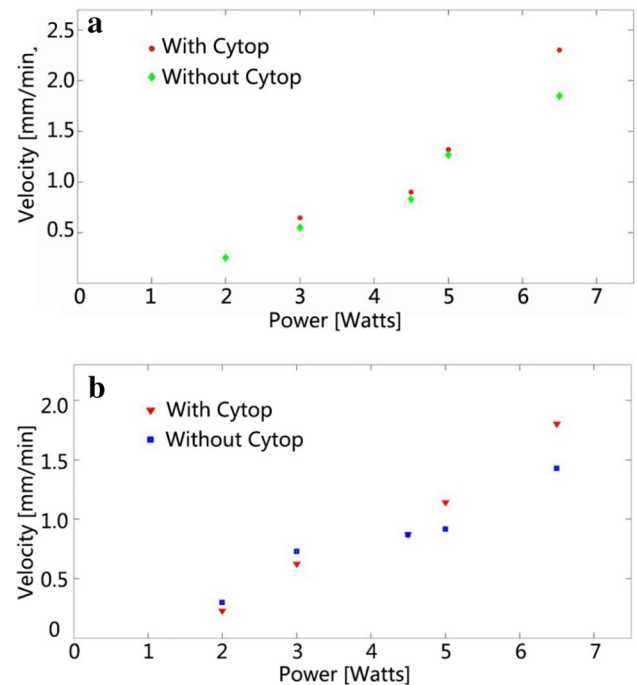 a
2.5
2.0
1.5
1.0
0.5
Velocity [mm/min]
With Cytop
Without Cytop
0 1 2 3 4 5 6 7
Power [Watts]
b
2.0
1.5
1.0
0.5
0
Velocity [mm/min]
With Cytop
Without Cytop
0 1 2 3 4 5 6 7
Power [Watts]